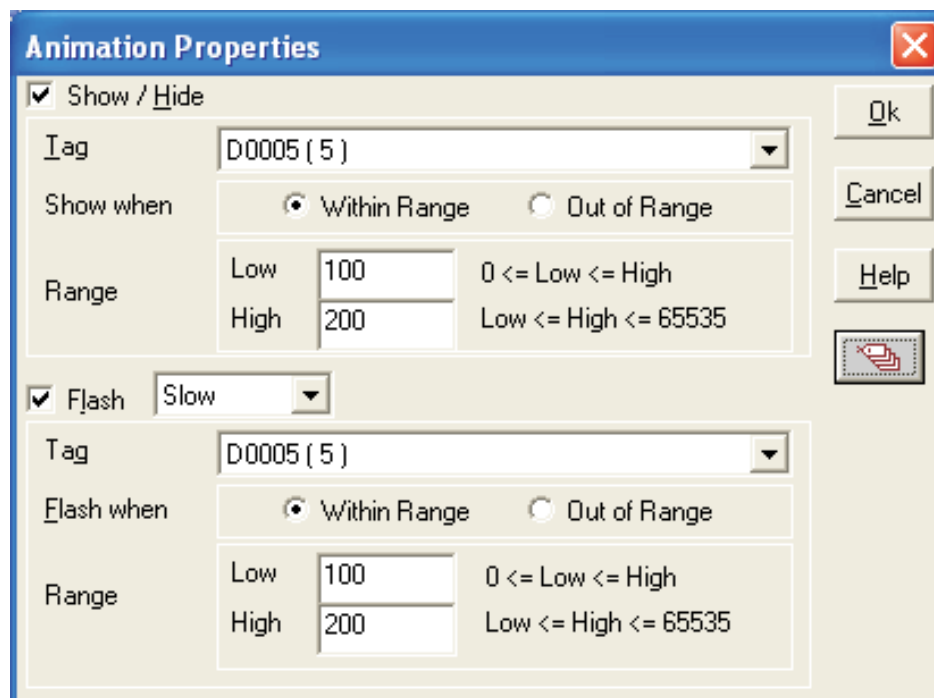 Animation Properties
Show / Hide
Ok
Tag
D0005 ( 5 )
Show when
Within Range
Out of Range
Cancel
Range
Low
100
0 <= Low <= High
High
200
Low <= High <= 65535
Help
Flash
Slow
Tag
D0005 ( 5 )
Flash when
Within Range
Out of Range
Range
Low
100
0 <= Low <= High
High
200
Low <= High <= 65535